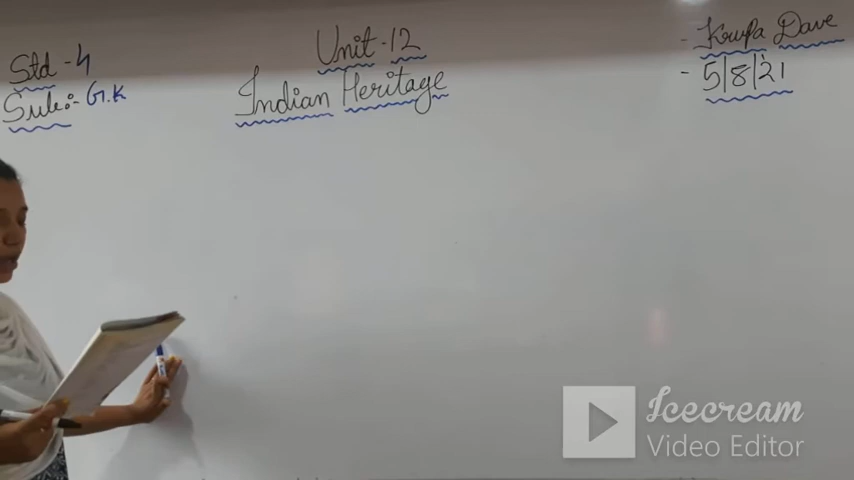 Std - 4
Sub:- G.K
Unit - 12
Indian Heritage
- Krupa Dave
- 5/8/21
Icecream
Video Editor